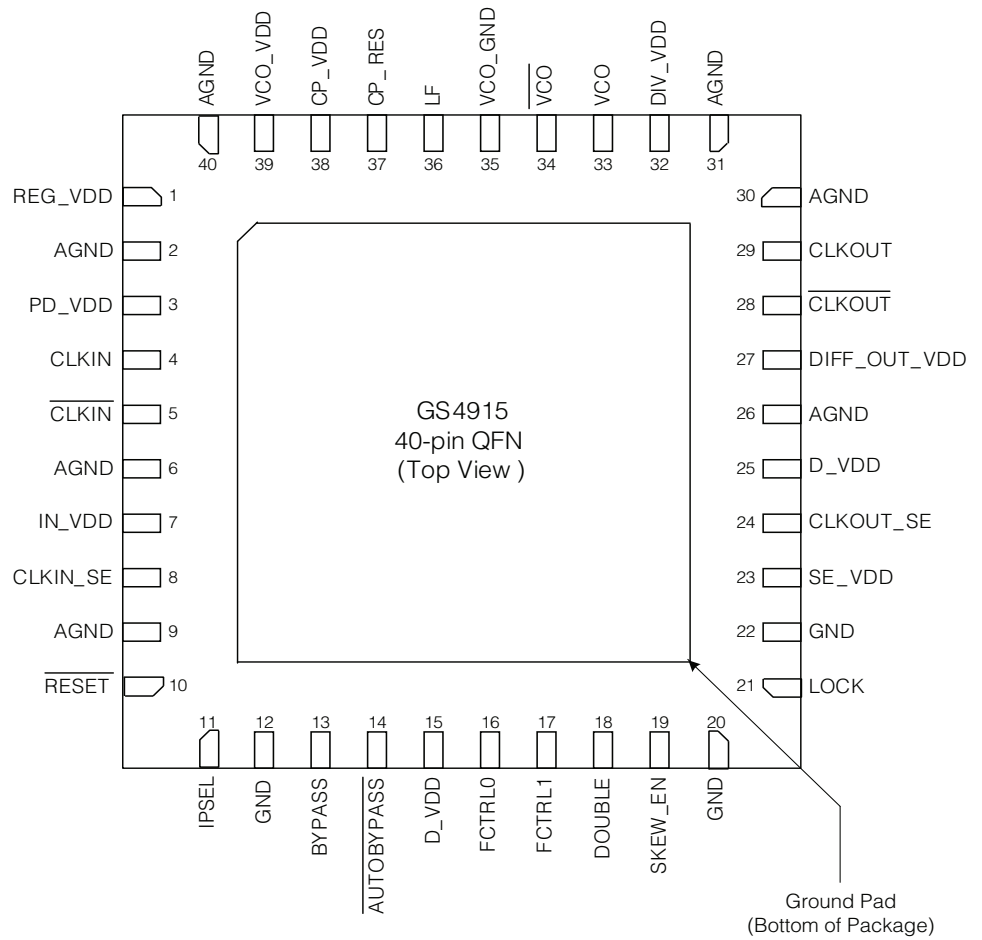 AGND
VCO_VDD
CP_VDD
CP_RES
LF
VCO_GND
VCO
VCO
DIV_VDD
AGND
40
39
38
37
36
35
34
33
32
31
REG_VDD 1
AGND 2
PD_VDD 3
CLKIN 4
CLKIN 5
AGND 6
IN_VDD 7
CLKIN_SE 8
AGND 9
RESET 10
30 AGND
29 CLKOUT
28 CLKOUT
27 DIFF_OUT_VDD
26 AGND
25 D_VDD
24 CLKOUT_SE
23 SE_VDD
22 GND
21 LOCK
GS4915
40-pin QFN
(Top View )
11
12
13
14
15
16
17
18
19
20
IPSEL
GND
BYPASS
AUTOBYPASS
D_VDD
FCTRL0
FCTRL1
DOUBLE
SKEW_EN
GND
Ground Pad
(Bottom of Package)